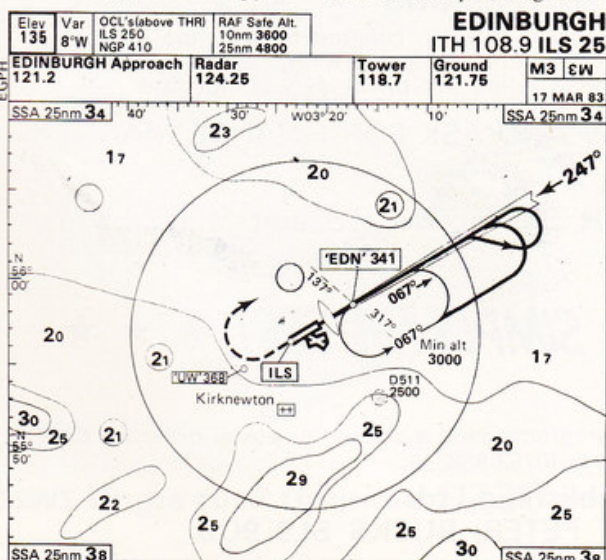 Elev
135
Var
8°W
OCL's(above THR)
ILS 250
NGP 410
RAF Safe Alt.
10nm 3600
25nm 4800
EDINBURGH
ITH 108.9 ILS 25
EGPH
EDINBURGH Approach
121.2
Radar
124.25
Tower
118.7
Ground
121.75
M3
17 MAR 83
SSA 25nm 34
40'
30'
W03°20'
10'
SSA 25nm 34
23
17
20
247°
21
'EDN' 341
N
56°
00'
137°
067°
317°
067°
Min alt
3000
20
17
21
'UW' 368
ILS
D511
2500
Kirknewton
30
25
21
25
20
N
55°
50'
29
22
25
25
25
30
SSA 25nm 38
SSA 25nm 39